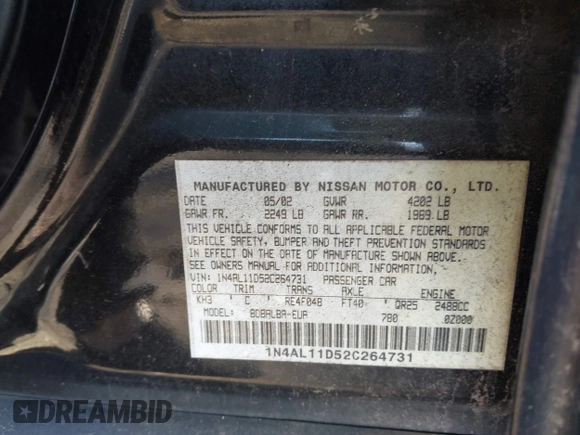 MANUFACTURED BY NISSAN MOTOR CO., LTD.
DATE 05/02 GVWR 4202 LB
GAWR FR. 2249 LB GAWR RR. 1969 LB
THIS VEHICLE CONFORMS TO ALL APPLICABLE FEDERAL MOTOR
VEHICLE SAFETY, BUMPER AND THEFT PREVENTION STANDARDS
IN EFFECT ON THE DATE OF MANUFACTURE SHOWN ABOVE.
SEE OWNERS MANUAL FOR ADDITIONAL INFORMATION.
VIN: 1N4AL11D52C264731 PASSENGER CAR
COLOR TRIM TRANS AXLE ENGINE
KH3 C RE4F04B FT40 QR25 2488CC
MODEL: BDBALBA-EUA 780 0Z000
1N4AL11D52C264731
DREAMBID